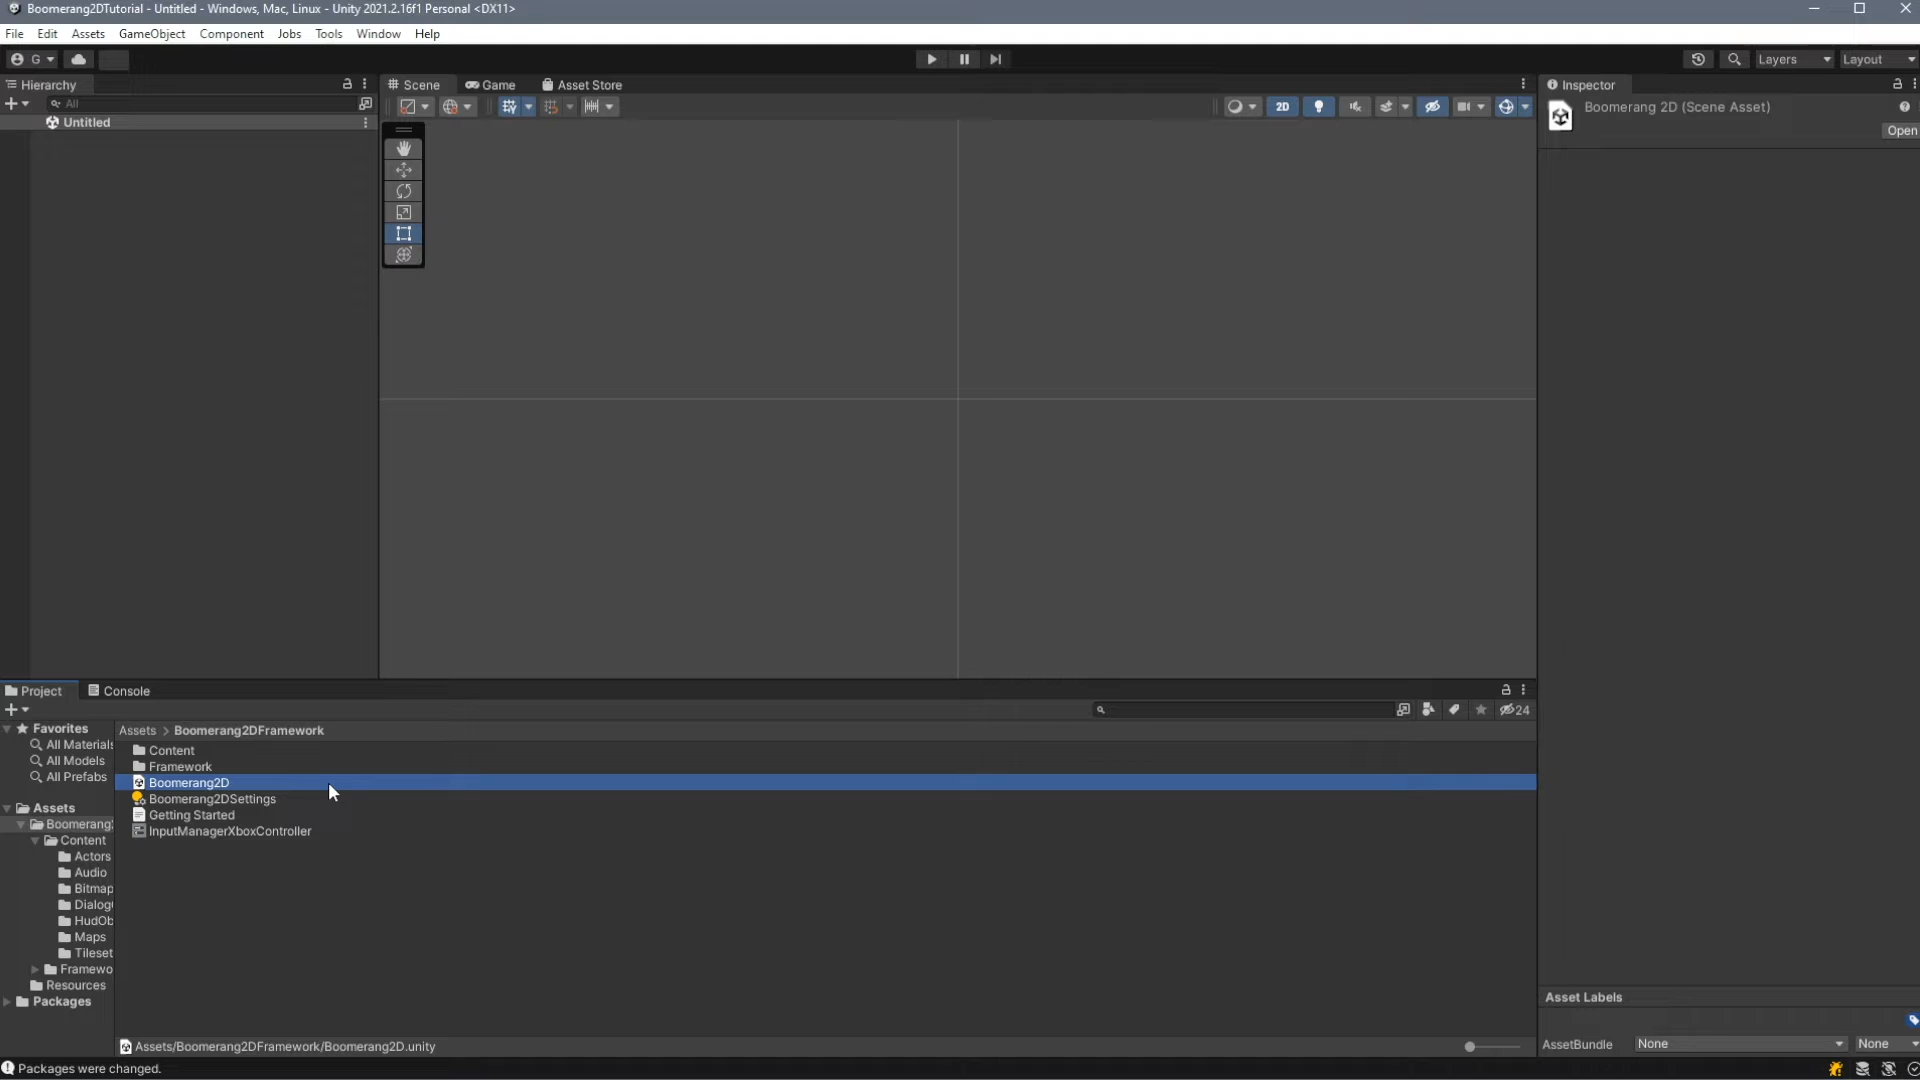 Boomerang2DTutorial - Untitled - Windows, Mac, Linux - Unity 2021.2.16f1 Personal <DX11>
File Edit Assets GameObject Component Jobs Tools Window Help
G
Layers Layout
Hierarchy
All
Untitled
Scene Game Asset Store
2D
Inspector
Boomerang 2D (Scene Asset)
Open
Project Console
24
Favorites
All Materials
All Models
All Prefabs
Assets
Boomerang
Content
Actors
Audio
Bitmap
Dialog
HudOb
Maps
Tileset
Framewo
Resources
Packages
Assets > Boomerang2DFramework
Content
Framework
Boomerang2D
Boomerang2DSettings
Getting Started
InputManagerXboxController
Assets/Boomerang2DFramework/Boomerang2D.unity
Asset Labels
AssetBundle None None
Packages were changed.